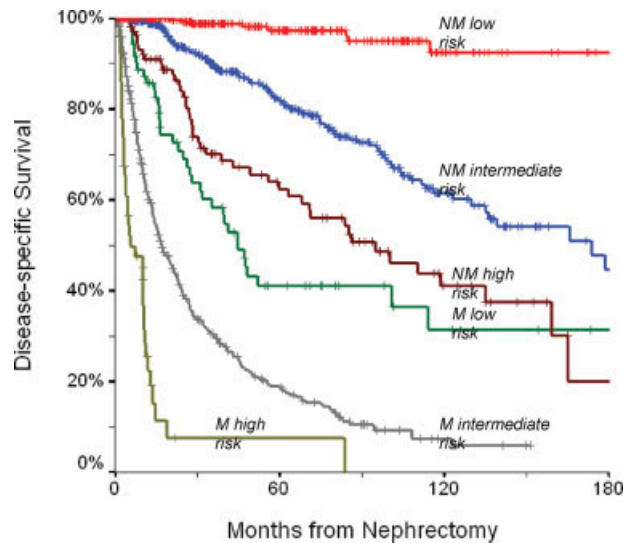 100%
80%
60%
40%
20%
0%
Disease-specific Survival
NM low
risk
NM intermediate
risk
NM high
risk
M low
risk
M high
risk
M intermediate
risk
0
60
120
180
Months from Nephrectomy